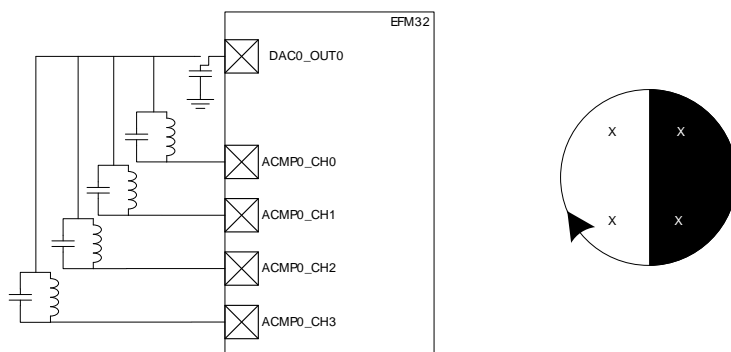 EFM32
DAC0_OUT0
X X
ACMP0_CH0
ACMP0_CH1
X X
ACMP0_CH2
ACMP0_CH3